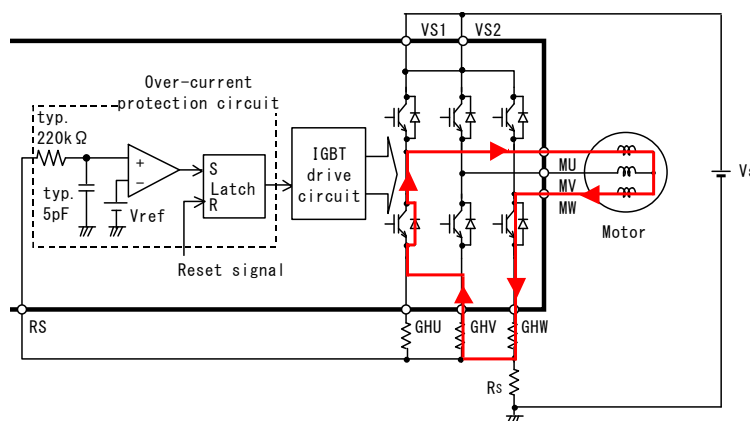 VS1 VS2
Over-current
protection circuit
typ.
220kΩ
+
−
typ.
5pF
Vref
S
Latch
R
IGBT
drive
circuit
Reset signal
MU
MV
MW
Motor
RS
GHU GHV GHW
Rs